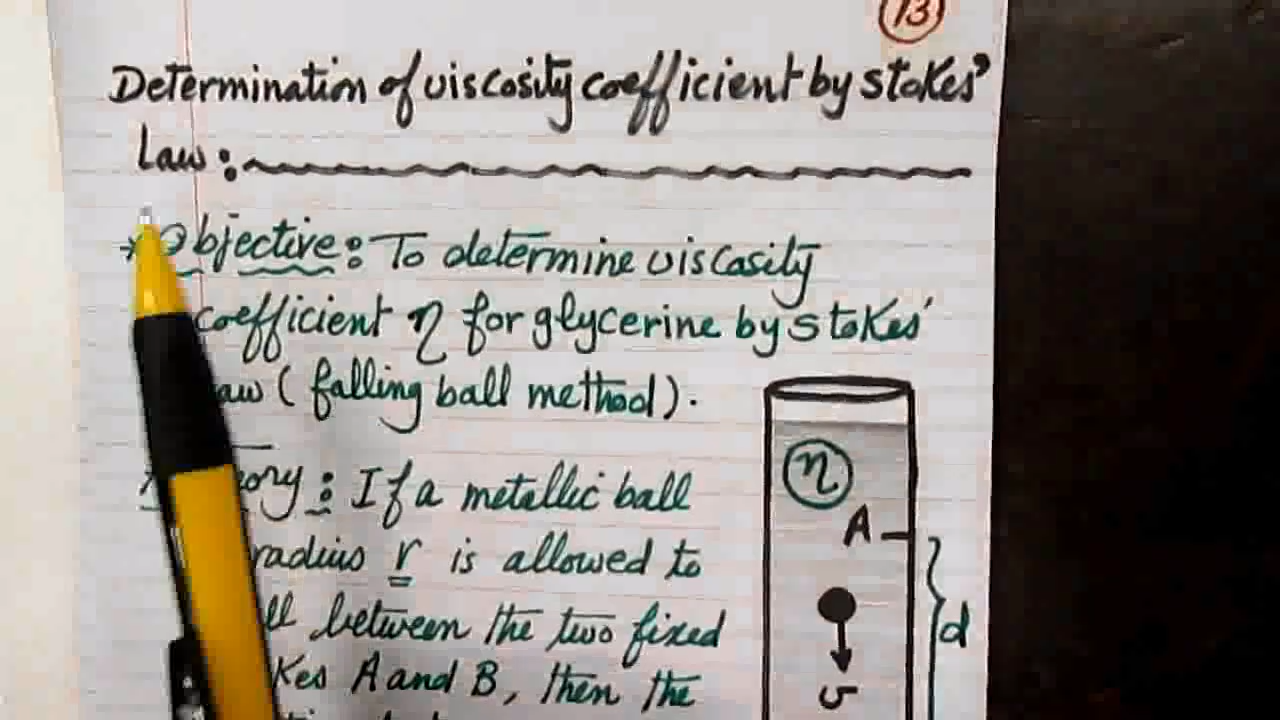 13
Determination of viscosity coefficient by stokes'
Law:
Objective: To determine viscosity
coefficient η for glycerine by stokes'
(falling ball method).
: If a metallic ball
radius r is allowed to
between the two fixed
A and B, then the
η
A
d
v